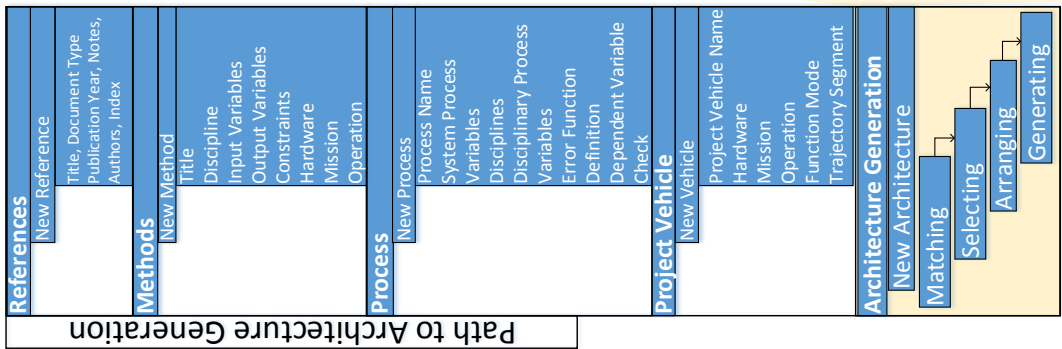 Path to Architecture Generation
References
New Reference
Title, Document Type
Publication Year, Notes,
Authors, Index
Methods
New Method
Title
Discipline
Input Variables
Output Variables
Constraints
Hardware
Mission
Operation
Process
New Process
Process Name
System Process
Variables
Disciplines
Disciplinary Process
Variables
Error Function
Definition
Dependent Variable
Check
Project Vehicle
New Vehicle
Project Vehicle Name
Hardware
Mission
Operation
Function Mode
Trajectory Segment
Architecture Generation
New Architecture
Matching
Selecting
Arranging
Generating